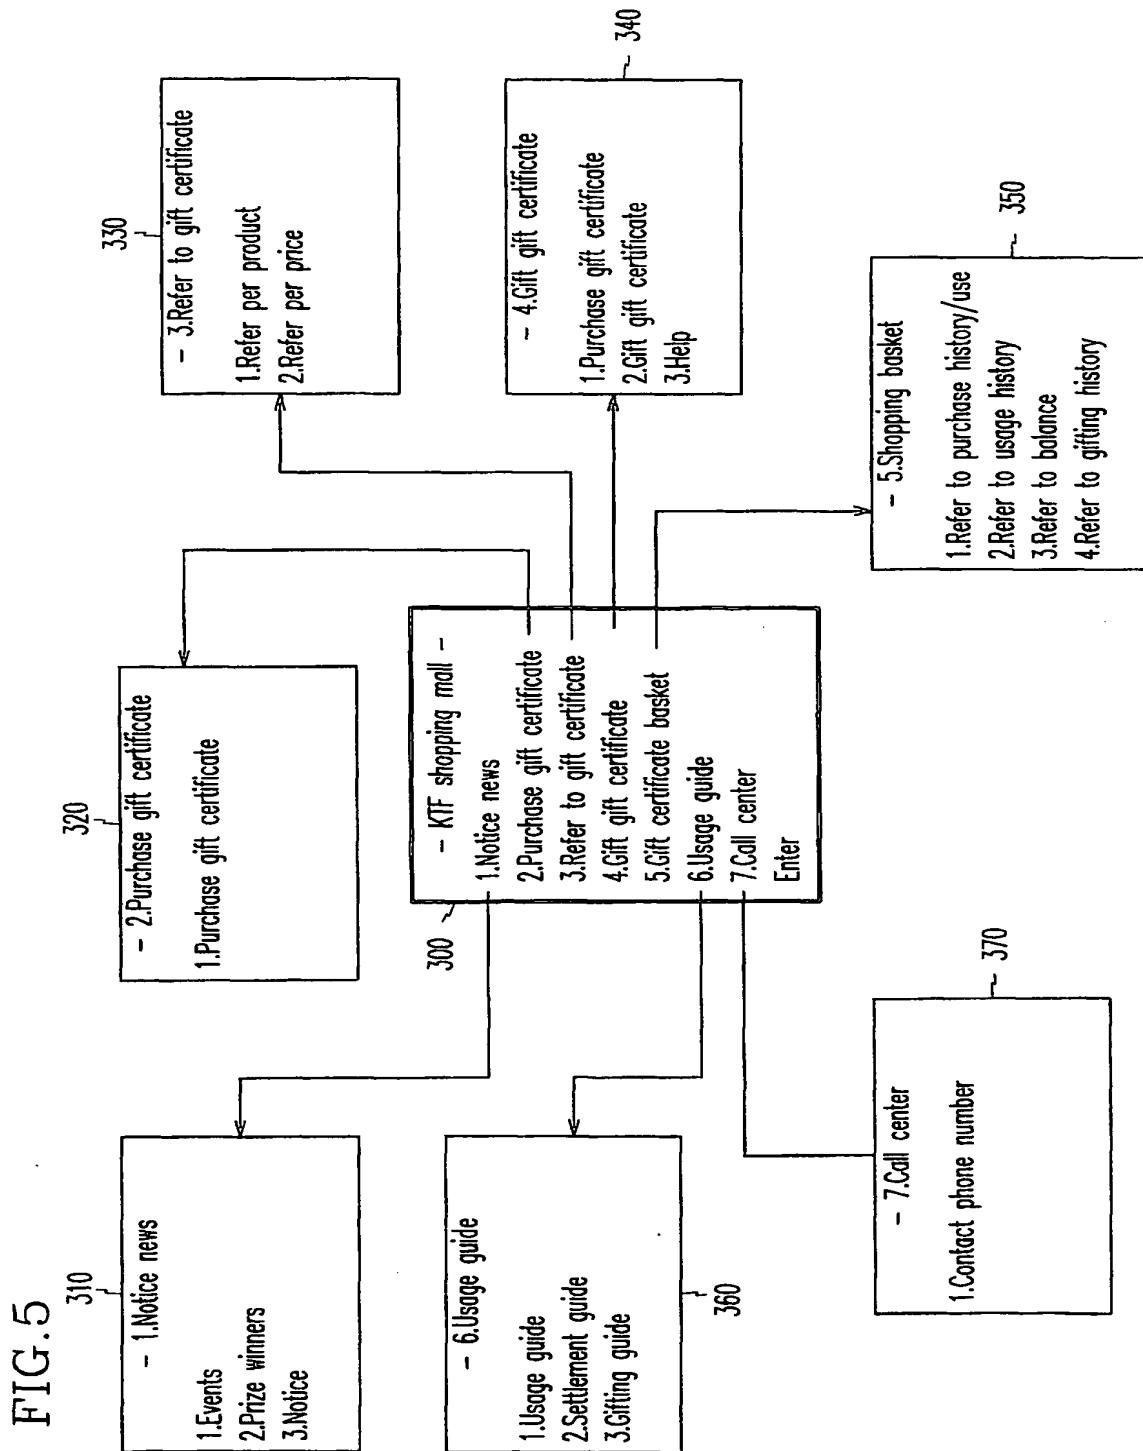 FIG.5
310
- 1.Notice news
1.Events
2.Prize winners
3.Notice
320
- 2.Purchase gift certificate
1.Purchase gift certificate
330
- 3.Refer to gift certificate
1.Refer per product
2.Refer per price
300
- KTF shopping mall -
1.Notice news
2.Purchase gift certificate
3.Refer to gift certificate
4.Gift gift certificate
5.Gift certificate basket
6.Usage guide
7.Call center
Enter
340
- 4.Gift gift certificate
1.Purchase gift certificate
2.Gift gift certificate
3.Help
360
- 6.Usage guide
1.Usage guide
2.Settlement guide
3.Gifting guide
370
- 7.Call center
1.Contact phone number
350
- 5.Shopping basket
1.Refer to purchase history/use
2.Refer to usage history
3.Refer to balance
4.Refer to gifting history